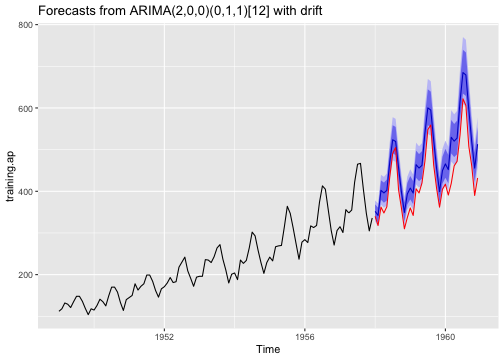 Forecasts from ARIMA(2,0,0)(0,1,1)[12] with drift
800
600
400
200
training.ap
1952
1956
1960
Time